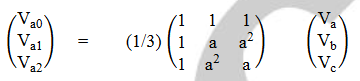 Va0 1 1 1 Va
Va1 = (1/3) 1 a a² Vb
Va2 1 a² a Vc